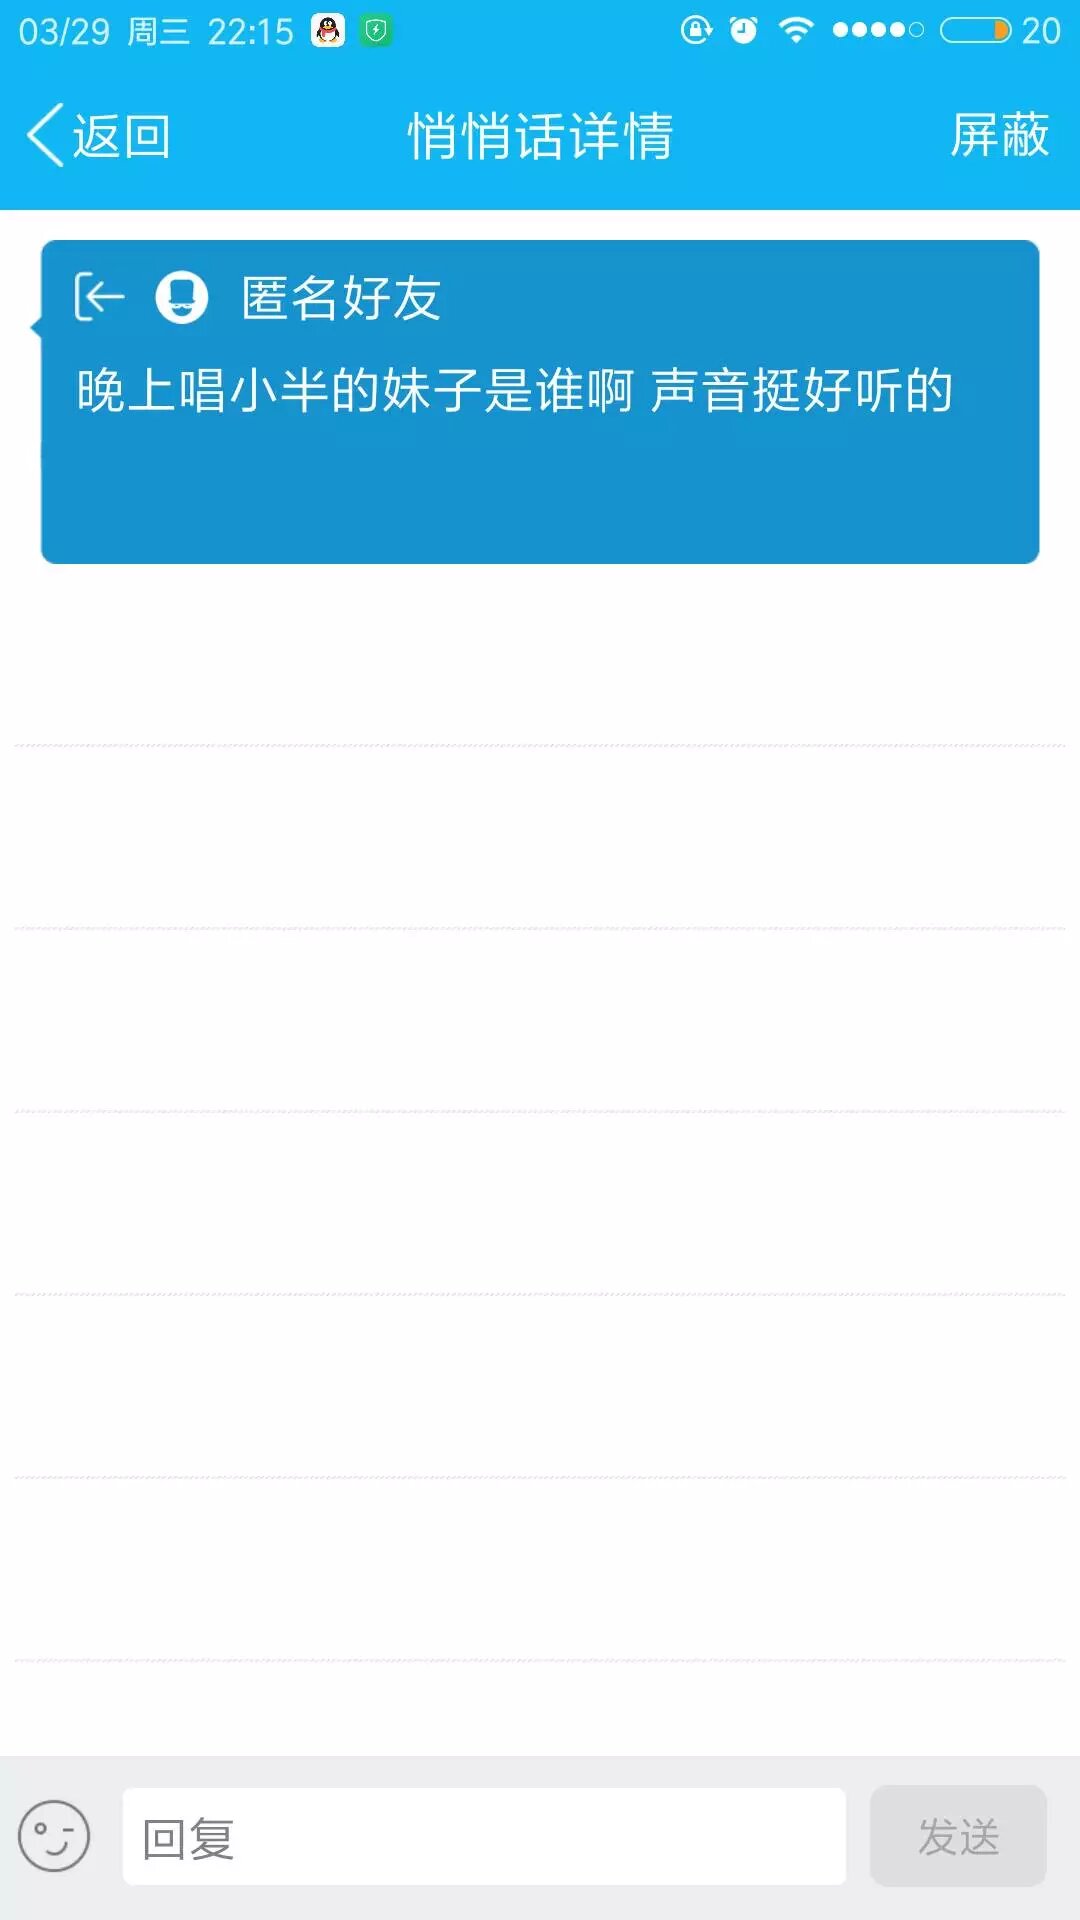 03/29 周三 22:15 20
返回 悄悄话详情 屏蔽
匿名好友
晚上唱小半的妹子是谁啊 声音挺好听的
回复 发送